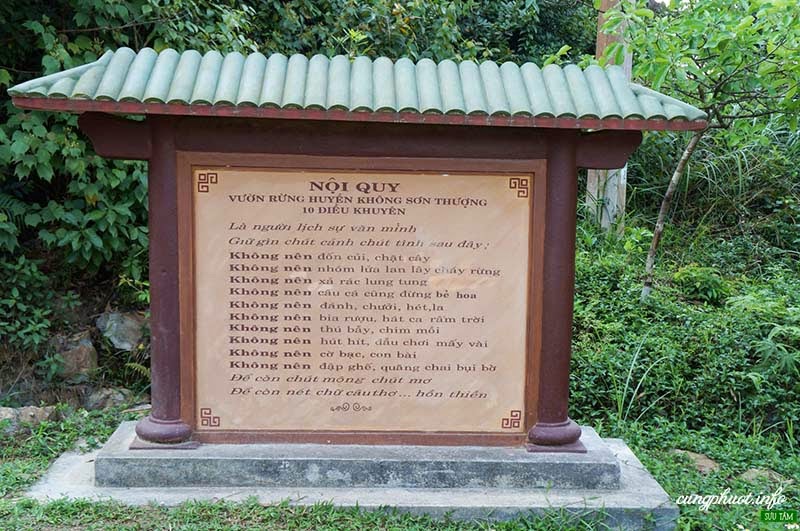 NỘI QUY
VƯỜN RỪNG HUYỀN KHÔNG SƠN THƯỢNG
10 ĐIỀU KHUYÊN
Là người lịch sự văn minh
Giữ gìn chút cảnh chút tình sau đây;
Không nên đốn củi, chặt cây
Không nên nhóm lửa lan lây cháy rừng
Không nên xả rác lung tung
Không nên câu cá cũng đừng bẻ hoa
Không nên đánh, chưởi, hét,la
Không nên bia rượu, hát ca rầm trời
Không nên thú bẫy, chim mồi
Không nên hút hít, đấu chơi mấy vài
Không nên cờ bạc, con bài
Không nên đập ghế, quăng chai bụi bờ
Để còn chút mộng chút mơ
Để còn nét chữ câuthơ... hồn thiền
cungphuot.info
SƯU TẦM